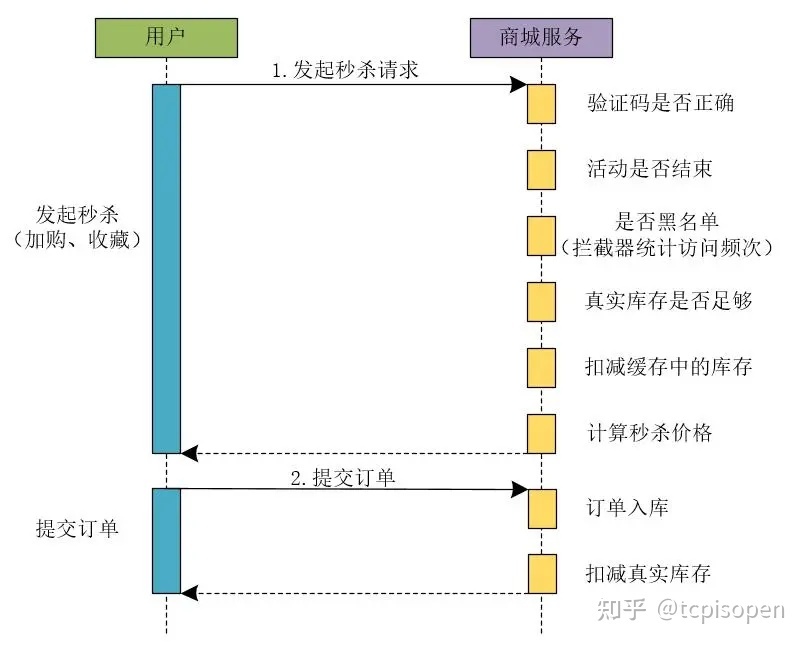 用户
商城服务
1.发起秒杀请求
验证码是否正确
活动是否结束
发起秒杀
（加购、收藏）
是否黑名单
（拦截器统计访问频次）
真实库存是否足够
扣减缓存中的库存
计算秒杀价格
2.提交订单
订单入库
提交订单
扣减真实库存
知乎 @tcpisopen